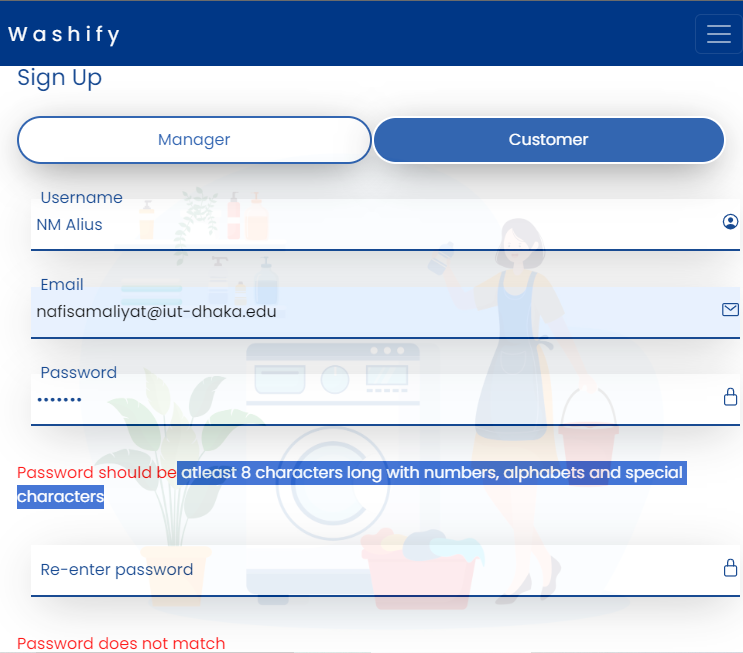 Washify
Sign Up
Manager Customer
Username
NM Alius
Email
nafisamaliyat@iut-dhaka.edu
Password
•••••••
Password should be atleast 8 characters long with numbers, alphabets and special
characters
Re-enter password
Password does not match